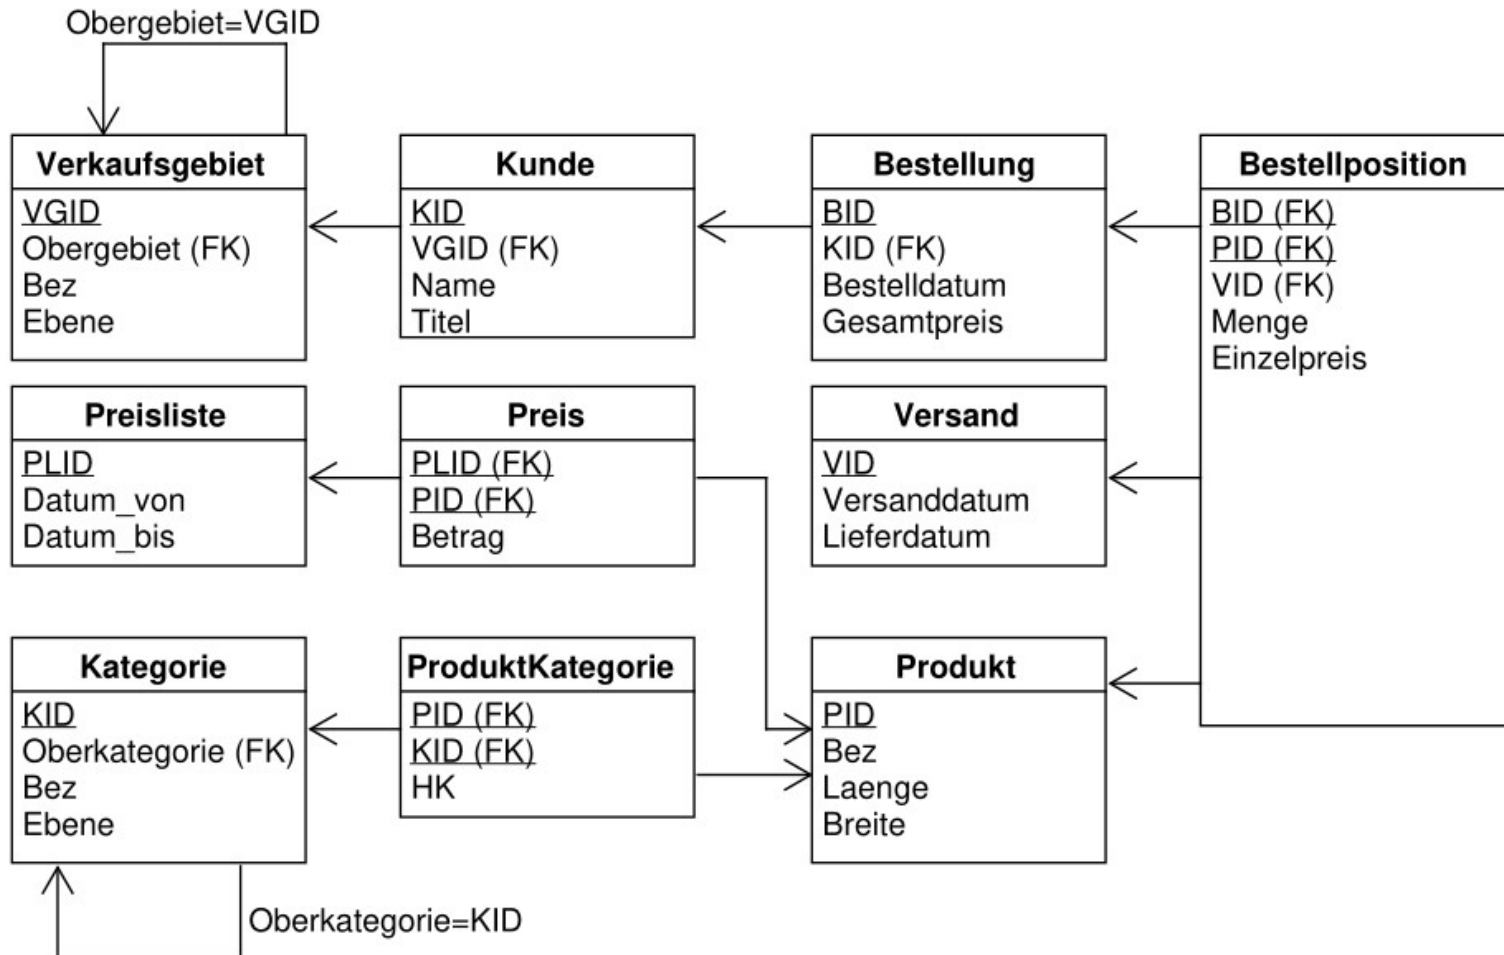 Obergebiet=VGID
Verkaufsgebiet
VGID
Obergebiet (FK)
Bez
Ebene
Kunde
KID
VGID (FK)
Name
Titel
Bestellung
BID
KID (FK)
Bestelldatum
Gesamtpreis
Bestellposition
BID (FK)
PID (FK)
VID (FK)
Menge
Einzelpreis
Preisliste
PLID
Datum_von
Datum_bis
Preis
PLID (FK)
PID (FK)
Betrag
Versand
VID
Versanddatum
Lieferdatum
Kategorie
KID
Oberkategorie (FK)
Bez
Ebene
ProduktKategorie
PID (FK)
KID (FK)
HK
Produkt
PID
Bez
Laenge
Breite
Oberkategorie=KID